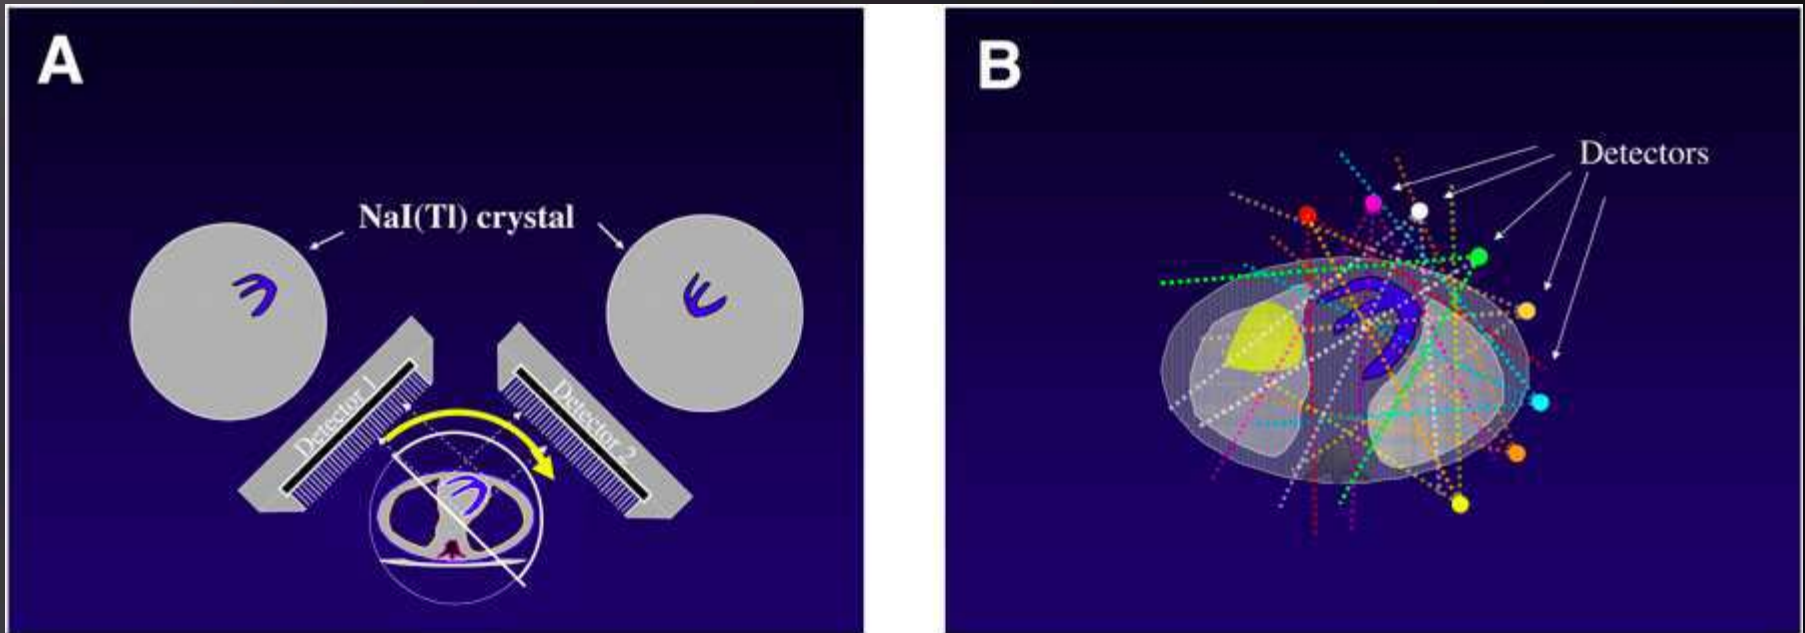 A
NaI(Tl) crystal
Detector 1
Detector 2
B
Detectors